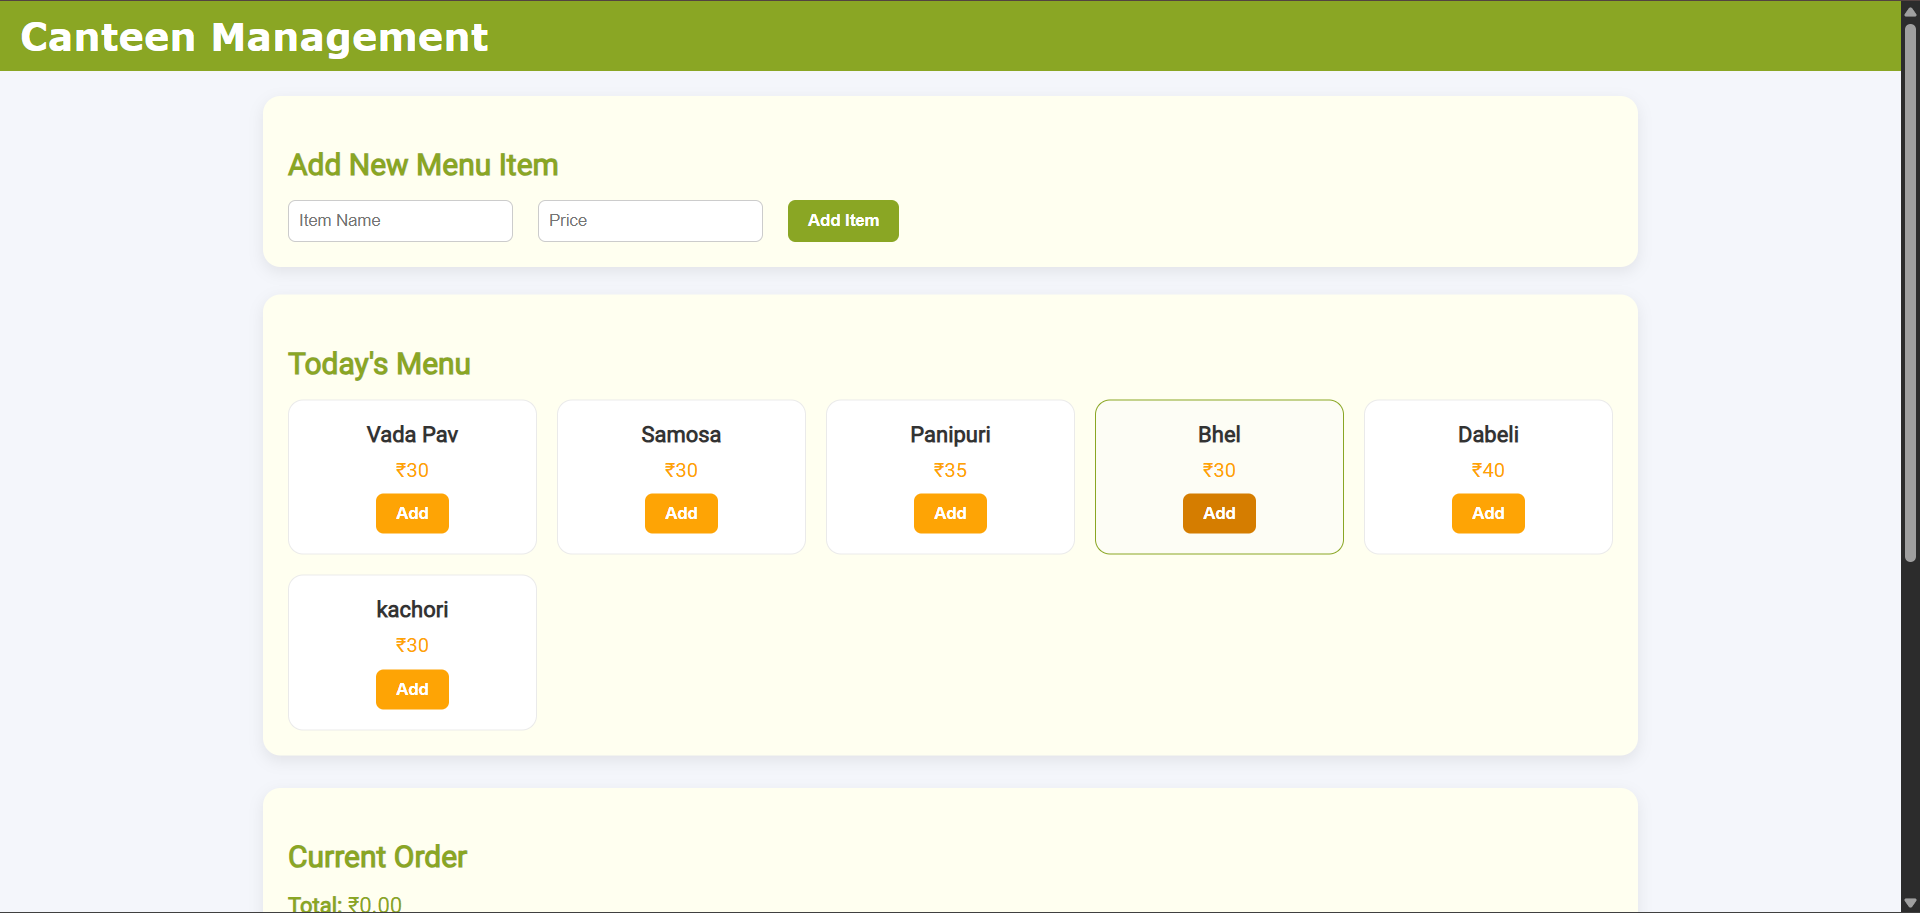 Canteen Management
Add New Menu Item
Item Name
Price
Add Item
Today's Menu
Vada Pav
₹30
Add
Samosa
₹30
Add
Panipuri
₹35
Add
Bhel
₹30
Add
Dabeli
₹40
Add
kachori
₹30
Add
Current Order
Total: ₹0.00